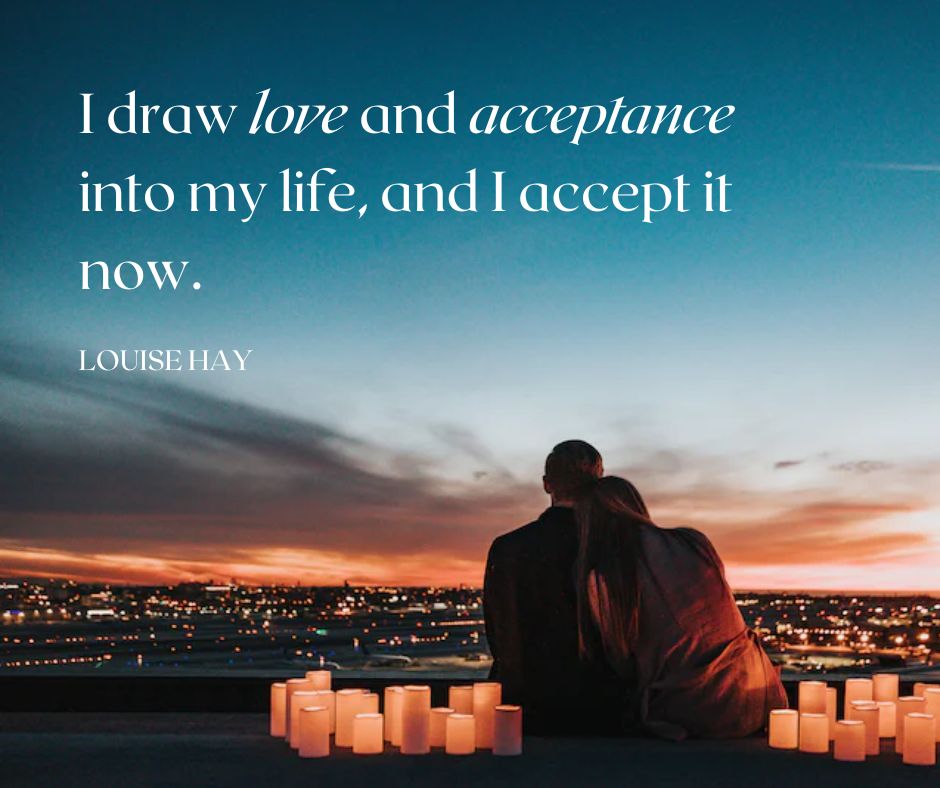 I draw love and acceptance
into my life, and I accept it
now.
LOUISE HAY